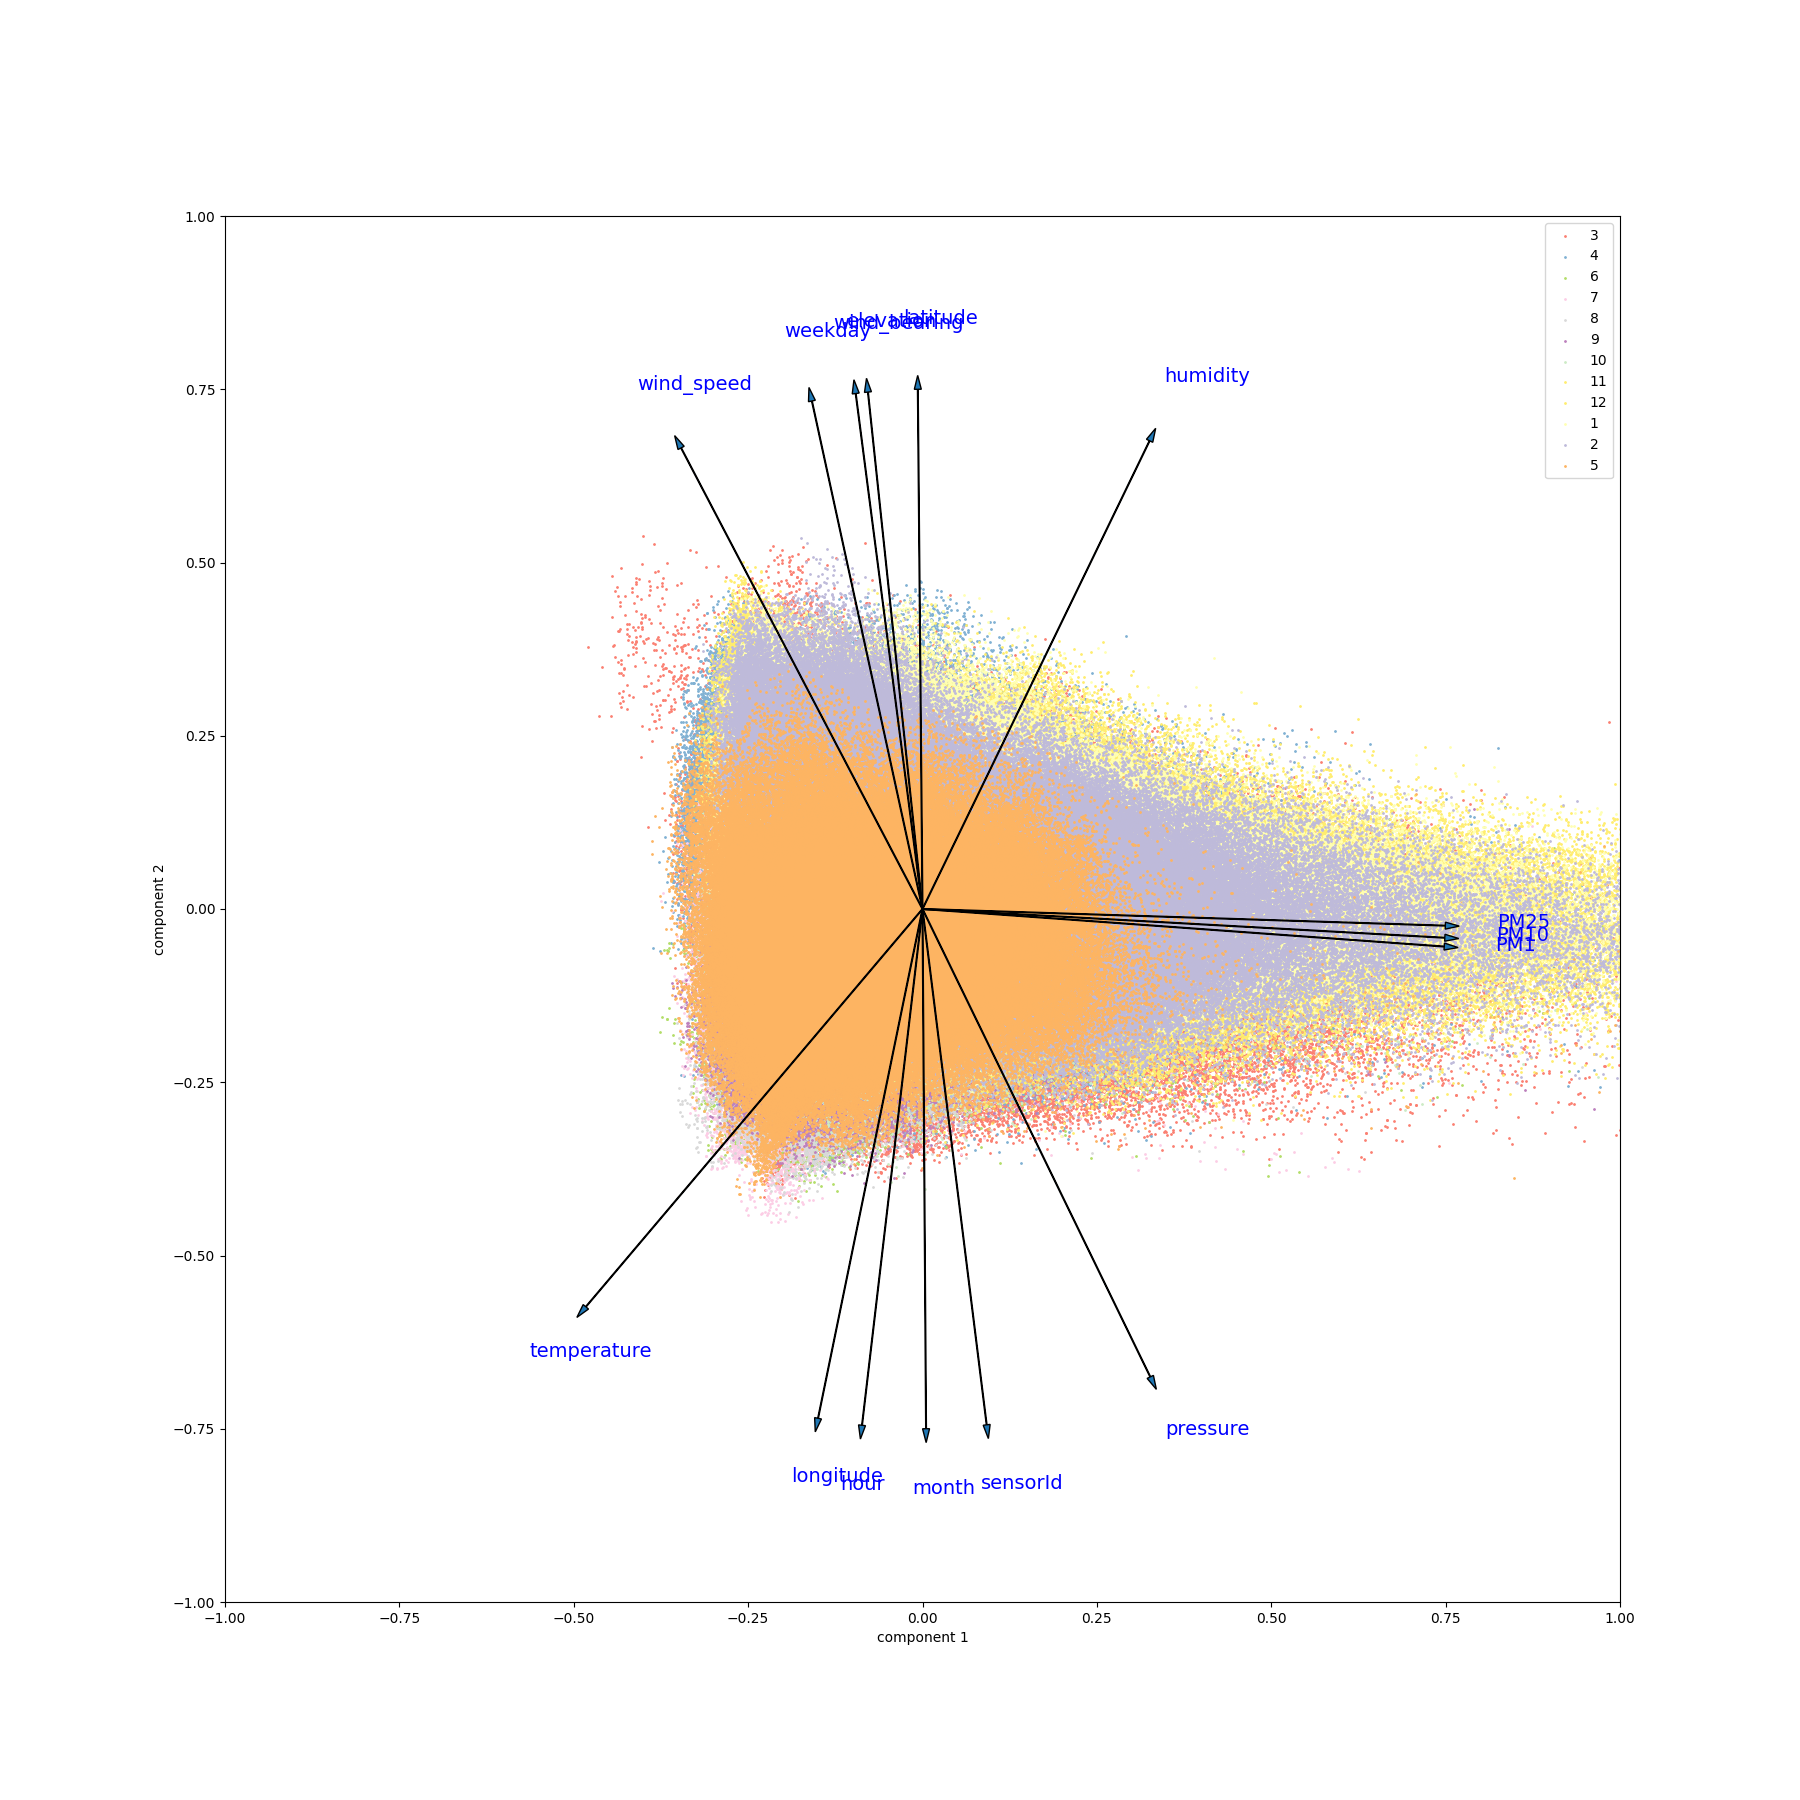 1.00
0.75
0.50
0.25
0.00
−0.25
−0.50
−0.75
−1.00
component 2
−1.00
−0.75
−0.50
−0.25
0.00
0.25
0.50
0.75
1.00
component 1
3
4
6
7
8
9
10
11
12
1
2
5
latitude
elevation
wind_bearing
weekday
wind_speed
humidity
PM25
PM10
PM1
temperature
pressure
longitude
hour
month
sensorId